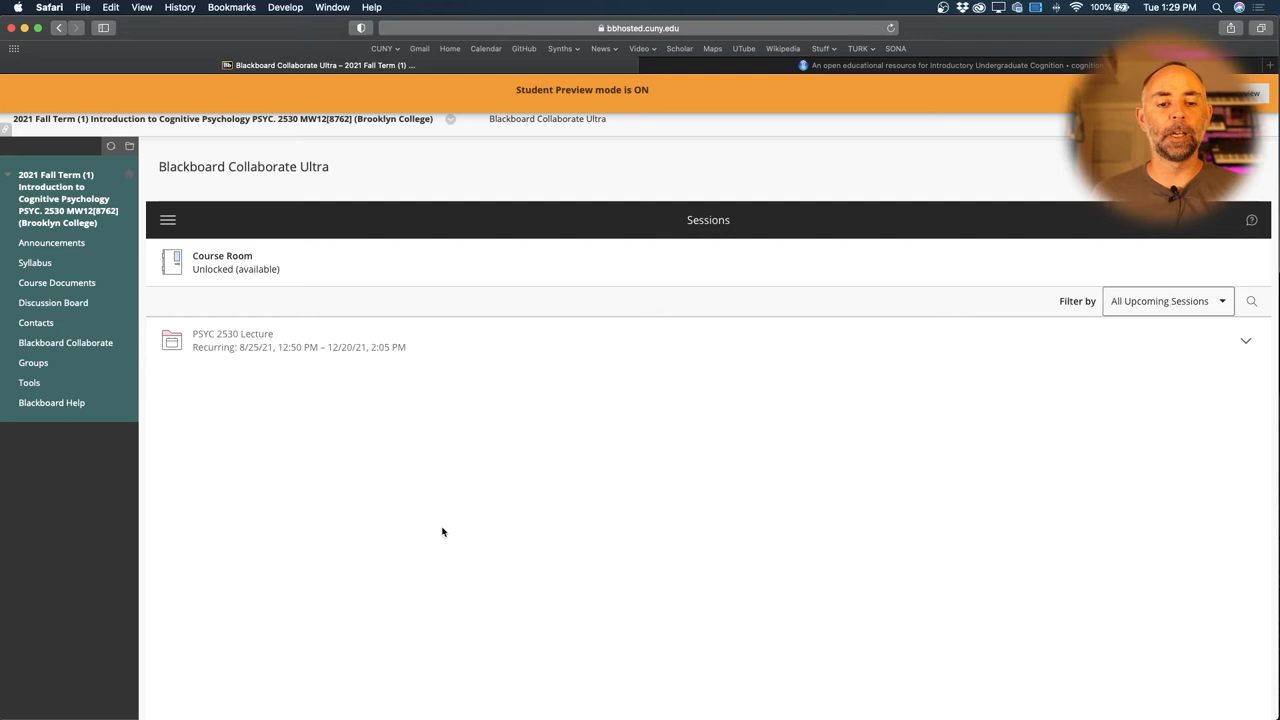 Safari File Edit View History Bookmarks Develop Window Help 100% Tue 1:29 PM
bbhosted.cuny.edu
CUNY Gmail Home Calendar GitHub Synths News Video Scholar Maps UTube Wikipedia Stuff TURK SONA
Bb Blackboard Collaborate Ultra – 2021 Fall Term (1) ... An open educational resource for Introductory Undergraduate Cognition • cognition
Student Preview mode is ON
2021 Fall Term (1) Introduction to Cognitive Psychology PSYC. 2530 MW12[8762] (Brooklyn College) Blackboard Collaborate Ultra
2021 Fall Term (1)
Introduction to
Cognitive Psychology
PSYC. 2530 MW12[8762]
(Brooklyn College)
Announcements
Syllabus
Course Documents
Discussion Board
Contacts
Blackboard Collaborate
Groups
Tools
Blackboard Help
Blackboard Collaborate Ultra
Sessions
Course Room
Unlocked (available)
Filter by All Upcoming Sessions
PSYC 2530 Lecture
Recurring: 8/25/21, 12:50 PM – 12/20/21, 2:05 PM